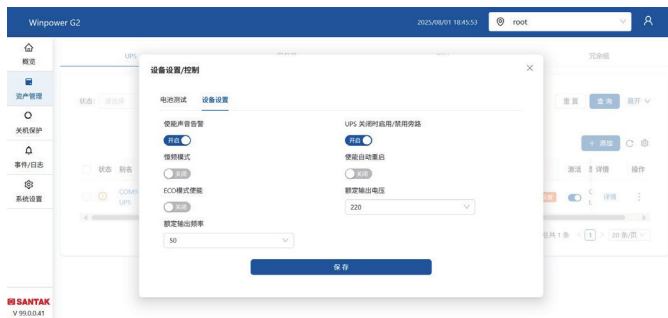 Winpower G2
2025/08/01 18:45:53
root
概览
资产管理
关机保护
事件/日志
系统设置
UPS
冗余组
状态:
重置
查询
展开
+ 添加
状态
别名
激活
详情
操作
COM9
UPS
详情
总共 1 条
1
20 条/页
设备设置/控制
电池测试
设备设置
使能声音告警
开启
UPS 关闭时启用/禁用旁路
开启
恒频模式
关闭
使能自动重启
关闭
ECO模式使能
关闭
额定输出电压
220
额定输出频率
50
保存
SANTAK
V 99.0.0.41